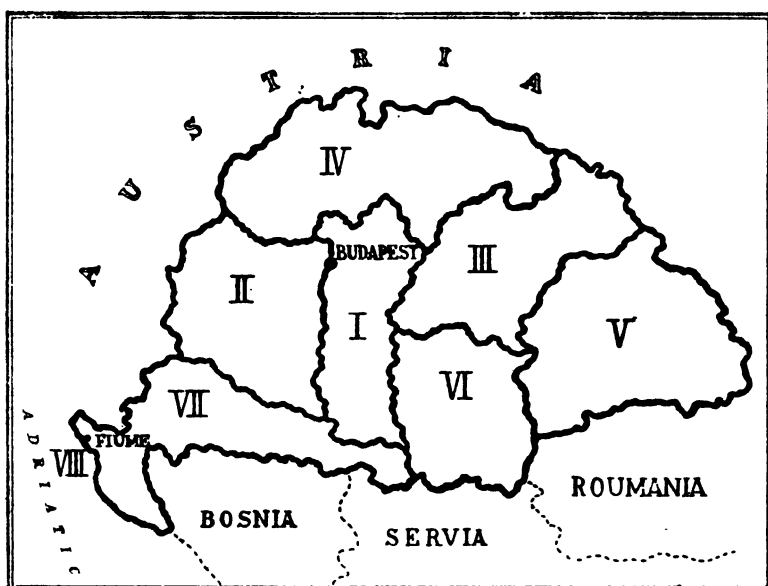 AUSTRIA
IV
BUDAPEST
III
II
I
V
VI
VII
FIUME
VIII
ADRIATIC
ROUMANIA
BOSNIA
SERVIA